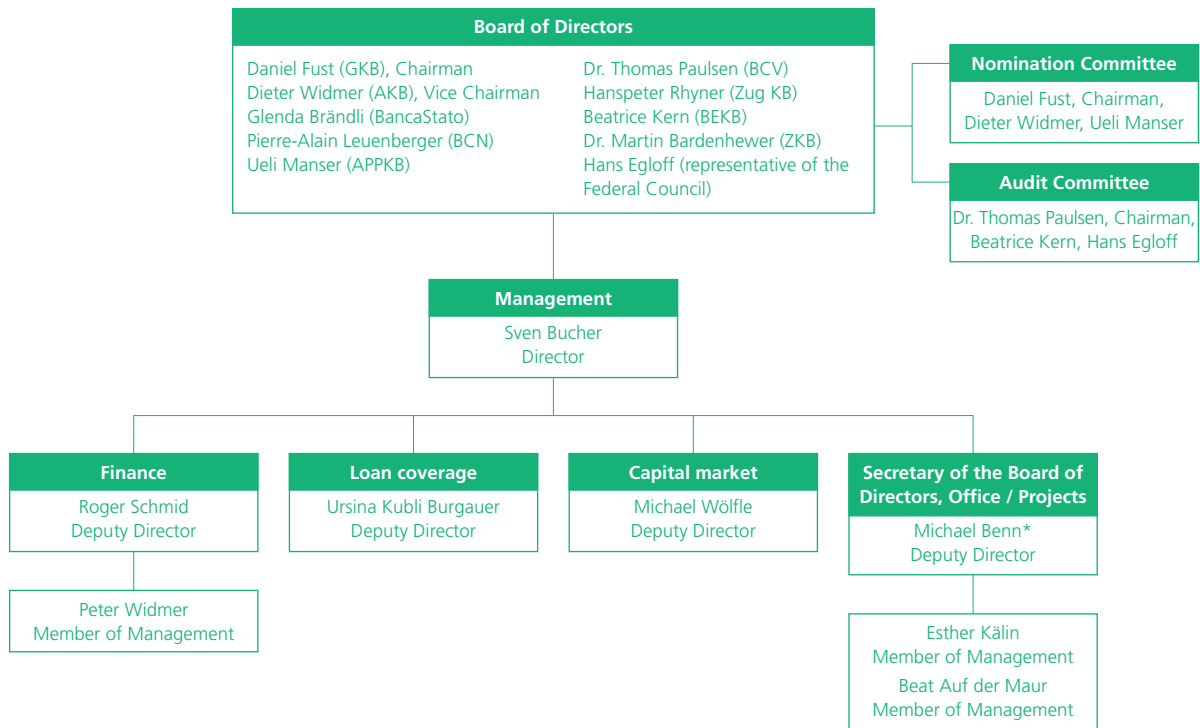 Board of Directors
Daniel Fust (GKB), Chairman
Dieter Widmer (AKB), Vice Chairman
Glenda Brändli (BancaStato)
Pierre-Alain Leuenberger (BCN)
Ueli Manser (APPKB)
Dr. Thomas Paulsen (BCV)
Hanspeter Rhyner (Zug KB)
Beatrice Kern (BEKB)
Dr. Martin Bardenhewer (ZKB)
Hans Egloff (representative of the
Federal Council)
Nomination Committee
Daniel Fust, Chairman,
Dieter Widmer, Ueli Manser
Audit Committee
Dr. Thomas Paulsen, Chairman,
Beatrice Kern, Hans Egloff
Management
Sven Bucher
Director
Finance
Roger Schmid
Deputy Director
Peter Widmer
Member of Management
Loan coverage
Ursina Kubli Burgauer
Deputy Director
Capital market
Michael Wölfle
Deputy Director
Secretary of the Board of
Directors, Office / Projects
Michael Benn*
Deputy Director
Esther Kälin
Member of Management
Beat Auf der Maur
Member of Management